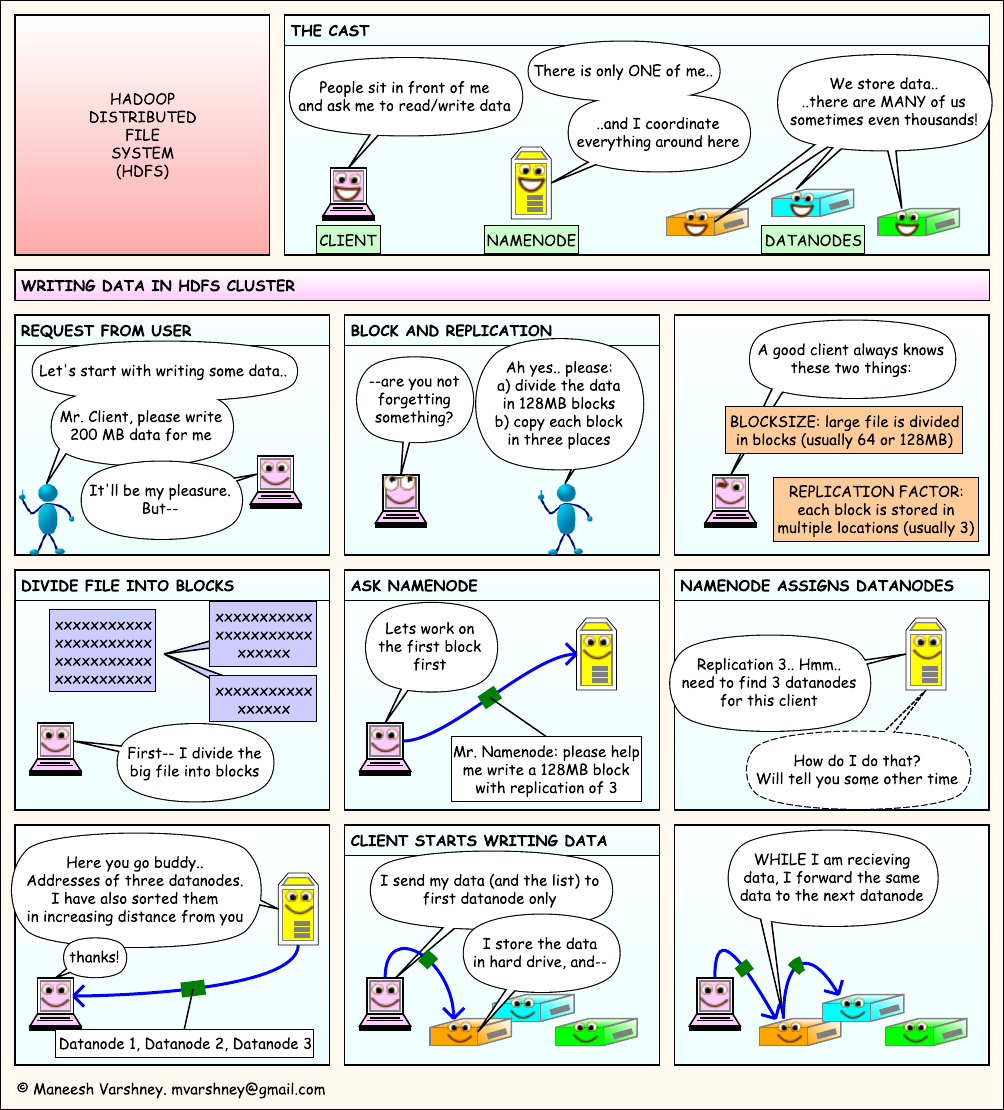 HADOOP
DISTRIBUTED
FILE
SYSTEM
(HDFS)
THE CAST
People sit in front of me
and ask me to read/write data
There is only ONE of me..
..and I coordinate
everything around here
We store data..
..there are MANY of us
sometimes even thousands!
CLIENT
NAMENODE
DATANODES
WRITING DATA IN HDFS CLUSTER
REQUEST FROM USER
Let's start with writing some data..
Mr. Client, please write
200 MB data for me
It'll be my pleasure.
But--
BLOCK AND REPLICATION
--are you not
forgetting
something?
Ah yes.. please:
a) divide the data
in 128MB blocks
b) copy each block
in three places
A good client always knows
these two things:
BLOCKSIZE: large file is divided
in blocks (usually 64 or 128MB)
REPLICATION FACTOR:
each block is stored in
multiple locations (usually 3)
DIVIDE FILE INTO BLOCKS
xxxxxxxxxxx
xxxxxxxxxxx
xxxxxxxxxxx
xxxxxxxxxxx
xxxxxxxxxxx
xxxxxxxxxxx
xxxxxx
xxxxxxxxxxx
xxxxxx
First-- I divide the
big file into blocks
ASK NAMENODE
Lets work on
the first block
first
Mr. Namenode: please help
me write a 128MB block
with replication of 3
NAMENODE ASSIGNS DATANODES
Replication 3.. Hmm..
need to find 3 datanodes
for this client
How do I do that?
Will tell you some other time
Here you go buddy..
Addresses of three datanodes.
I have also sorted them
in increasing distance from you
thanks!
Datanode 1, Datanode 2, Datanode 3
CLIENT STARTS WRITING DATA
I send my data (and the list) to
first datanode only
I store the data
in hard drive, and--
WHILE I am recieving
data, I forward the same
data to the next datanode
© Maneesh Varshney. mvarshney@gmail.com